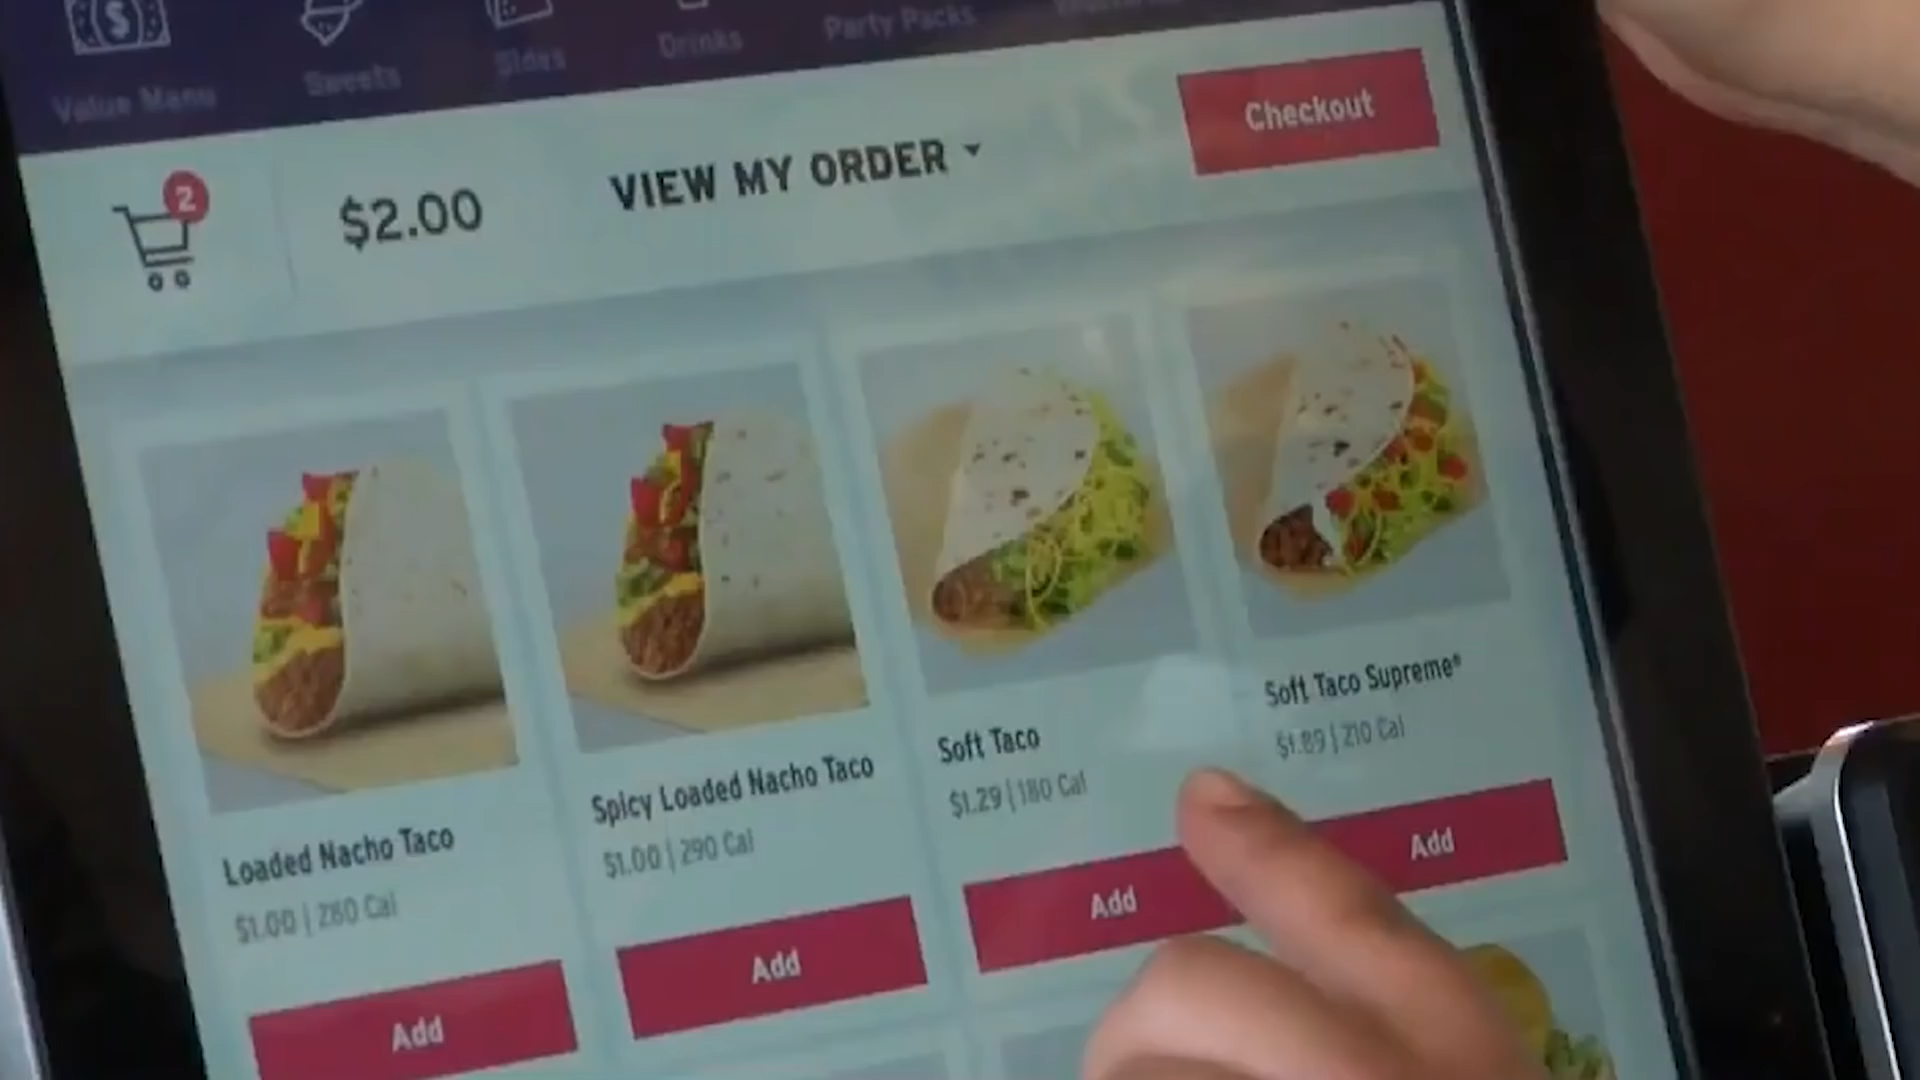 Value Menu
Sweets
Sides
Drinks
Party Packs
2
$2.00
VIEW MY ORDER
Checkout
Loaded Nacho Taco
$1.00 | 280 Cal
Add
Spicy Loaded Nacho Taco
$1.00 | 290 Cal
Add
Soft Taco
$1.29 | 180 Cal
Add
Soft Taco Supreme®
$1.89 | 210 Cal
Add